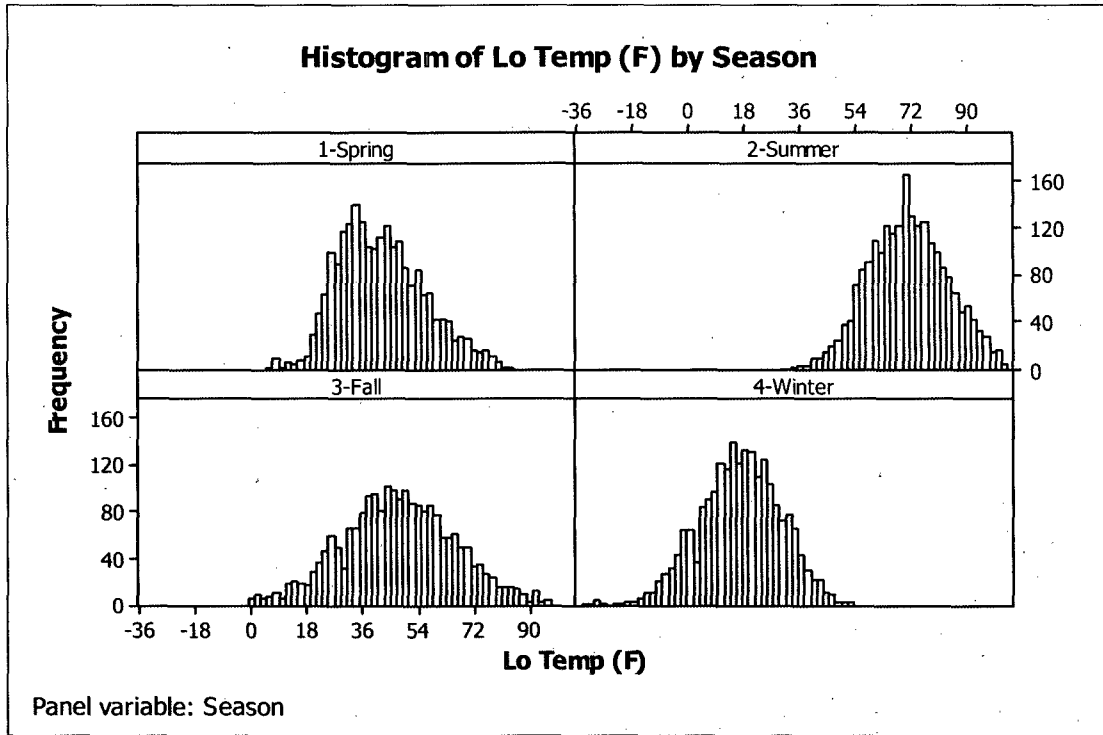 Histogram of Lo Temp (F) by Season
-36 -18 0 18 36 54 72 90
1-Spring 2-Summer
160
120
80
40
0
3-Fall 4-Winter
Frequency
160
120
80
40
0
-36 -18 0 18 36 54 72 90
Lo Temp (F)
Panel variable: Season